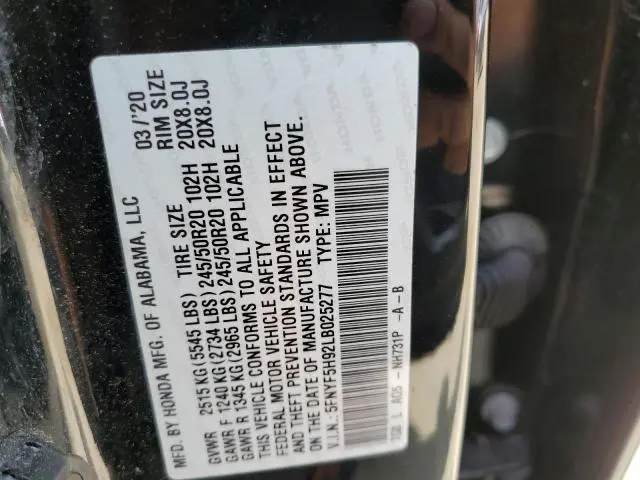 MFD. BY HONDA MFG. OF ALABAMA, LLC 03/'20
TIRE SIZE RIM SIZE
GVWR 2515 KG (5545 LBS)
GAWR F 1240 KG (2734 LBS) 245/50R20 102H 20X8.0J
GAWR R 1345 KG (2965 LBS) 245/50R20 102H 20X8.0J
THIS VEHICLE CONFORMS TO ALL APPLICABLE
FEDERAL MOTOR VEHICLE SAFETY
AND THEFT PREVENTION STANDARDS IN EFFECT
ON THE DATE OF MANUFACTURE SHOWN ABOVE.
V.I.N.: 5FNYF5H92LB025277 TYPE: MPV
L AC5 - NH731P -A -B
HONDA